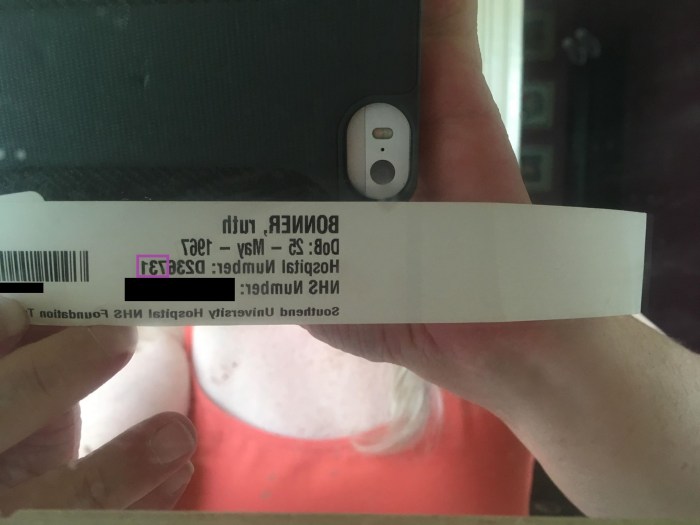 BONNER, ruth
DoB: 25 - May - 1967
Hospital Number: D236731
NHS Number:
Southend University Hospital NHS Foundation